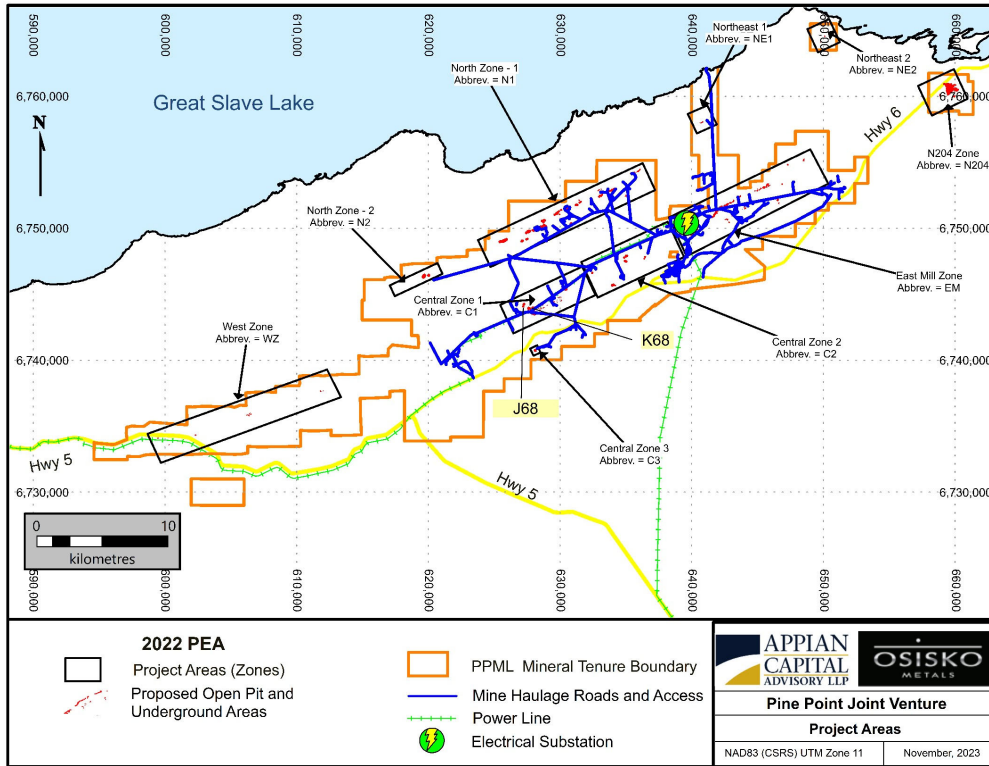 590,000
600,000
610,000
620,000
630,000
640,000
650,000
660,000
Northeast 1
Abbrev. = NE1
Northeast 2
Abbrev. = NE2
North Zone - 1
Abbrev. = N1
6,760,000
6,760,000
Great Slave Lake
Hwy 6
N
N204 Zone
Abbrev. = N204
North Zone - 2
Abbrev. = N2
6,750,000
6,750,000
East Mill Zone
Abbrev. = EM
Central Zone 1
Abbrev. = C1
West Zone
Abbrev. = WZ
K68
Central Zone 2
Abbrev. = C2
6,740,000
6,740,000
J68
Central Zone 3
Abbrev. = C3
Hwy 5
Hwy 5
6,730,000
6,730,000
0 10
kilometres
590,000
600,000
610,000
620,000
630,000
640,000
650,000
660,000
2022 PEA
Project Areas (Zones)
Proposed Open Pit and
Underground Areas
PPML Mineral Tenure Boundary
Mine Haulage Roads and Access
Power Line
Electrical Substation
APPIAN
CAPITAL
ADVISORY LLP
OSISKO
METALS
Pine Point Joint Venture
Project Areas
NAD83 (CSRS) UTM Zone 11
November, 2023